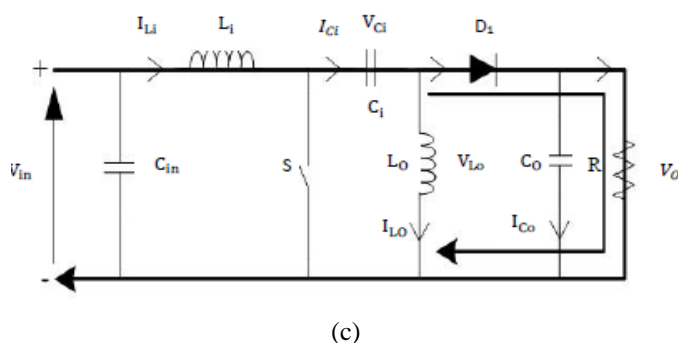 I_Li L_i I_Ci V_Ci D_1
+
C_i
V_in C_in S L_O V_Lo C_O R V_O
I_LO I_Co
-
(c)